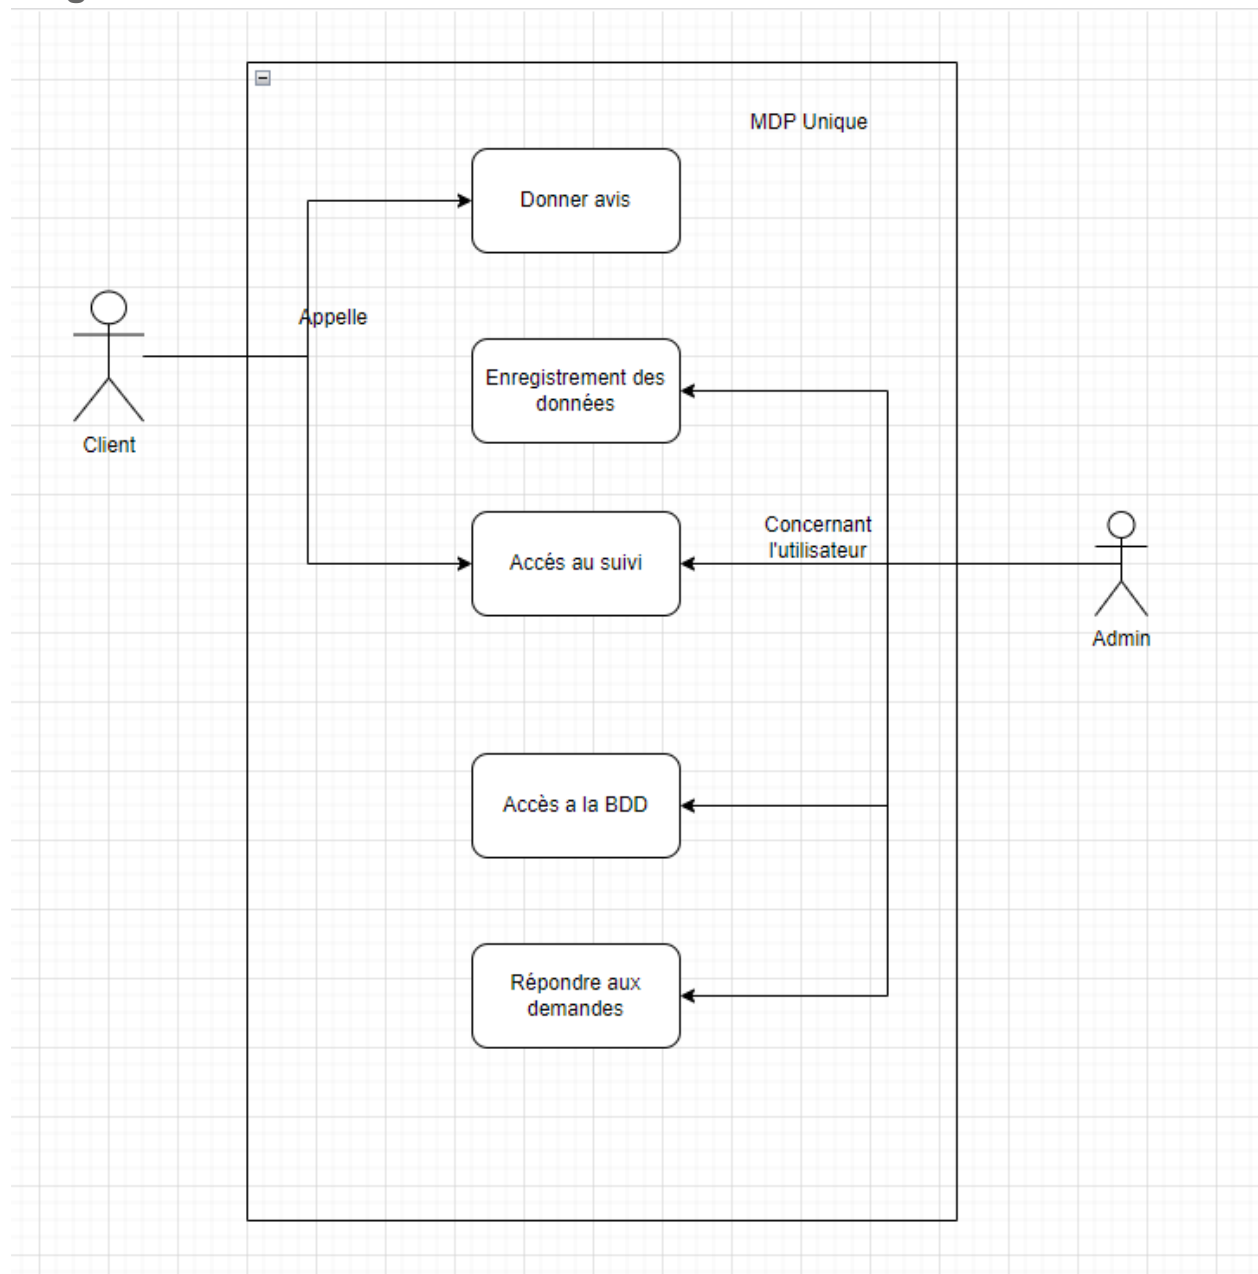 MDP Unique
Donner avis
Appelle
Client
Enregistrement des
données
Concernant
l'utilisateur
Accés au suivi
Admin
Accès a la BDD
Répondre aux
demandes